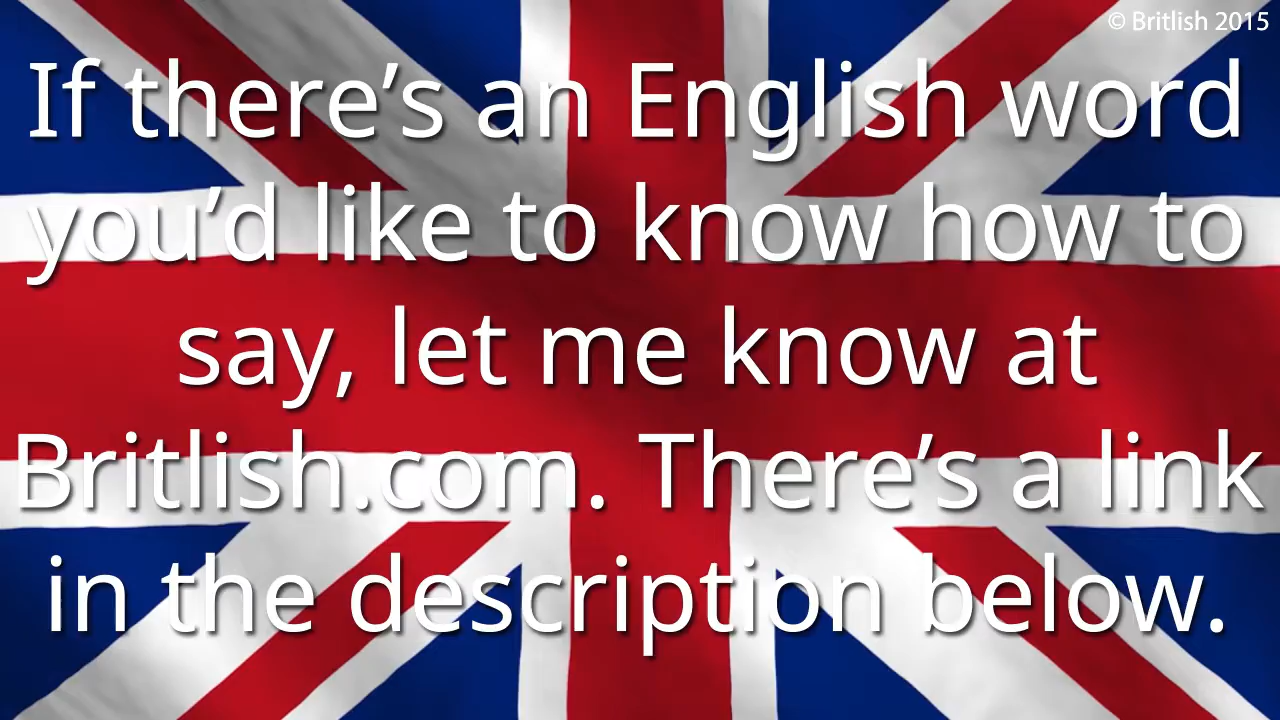 © Britlish 2015
If there’s an English word
you’d like to know how to
say, let me know at
Britlish.com. There’s a link
in the description below.